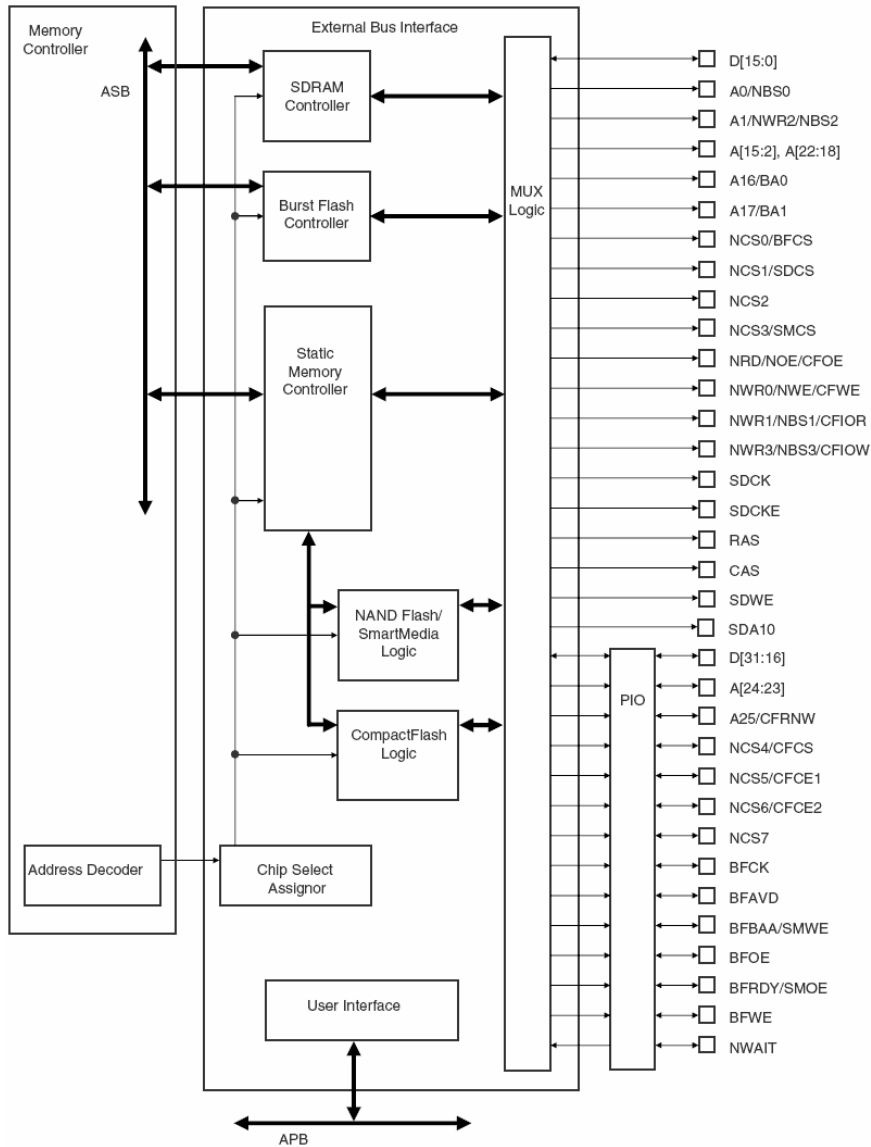 Memory
Controller
ASB
Address Decoder
External Bus Interface
SDRAM
Controller
Burst Flash
Controller
Static
Memory
Controller
NAND Flash/
SmartMedia
Logic
CompactFlash
Logic
Chip Select
Assignor
User Interface
APB
MUX
Logic
PIO
D[15:0]
A0/NBS0
A1/NWR2/NBS2
A[15:2], A[22:18]
A16/BA0
A17/BA1
NCS0/BFCS
NCS1/SDCS
NCS2
NCS3/SMCS
NRD/NOE/CFOE
NWR0/NWE/CFWE
NWR1/NBS1/CFIOR
NWR3/NBS3/CFIOW
SDCK
SDCKE
RAS
CAS
SDWE
SDA10
D[31:16]
A[24:23]
A25/CFRNW
NCS4/CFCS
NCS5/CFCE1
NCS6/CFCE2
NCS7
BFCK
BFAVD
BFBAA/SMWE
BFOE
BFRDY/SMOE
BFWE
NWAIT